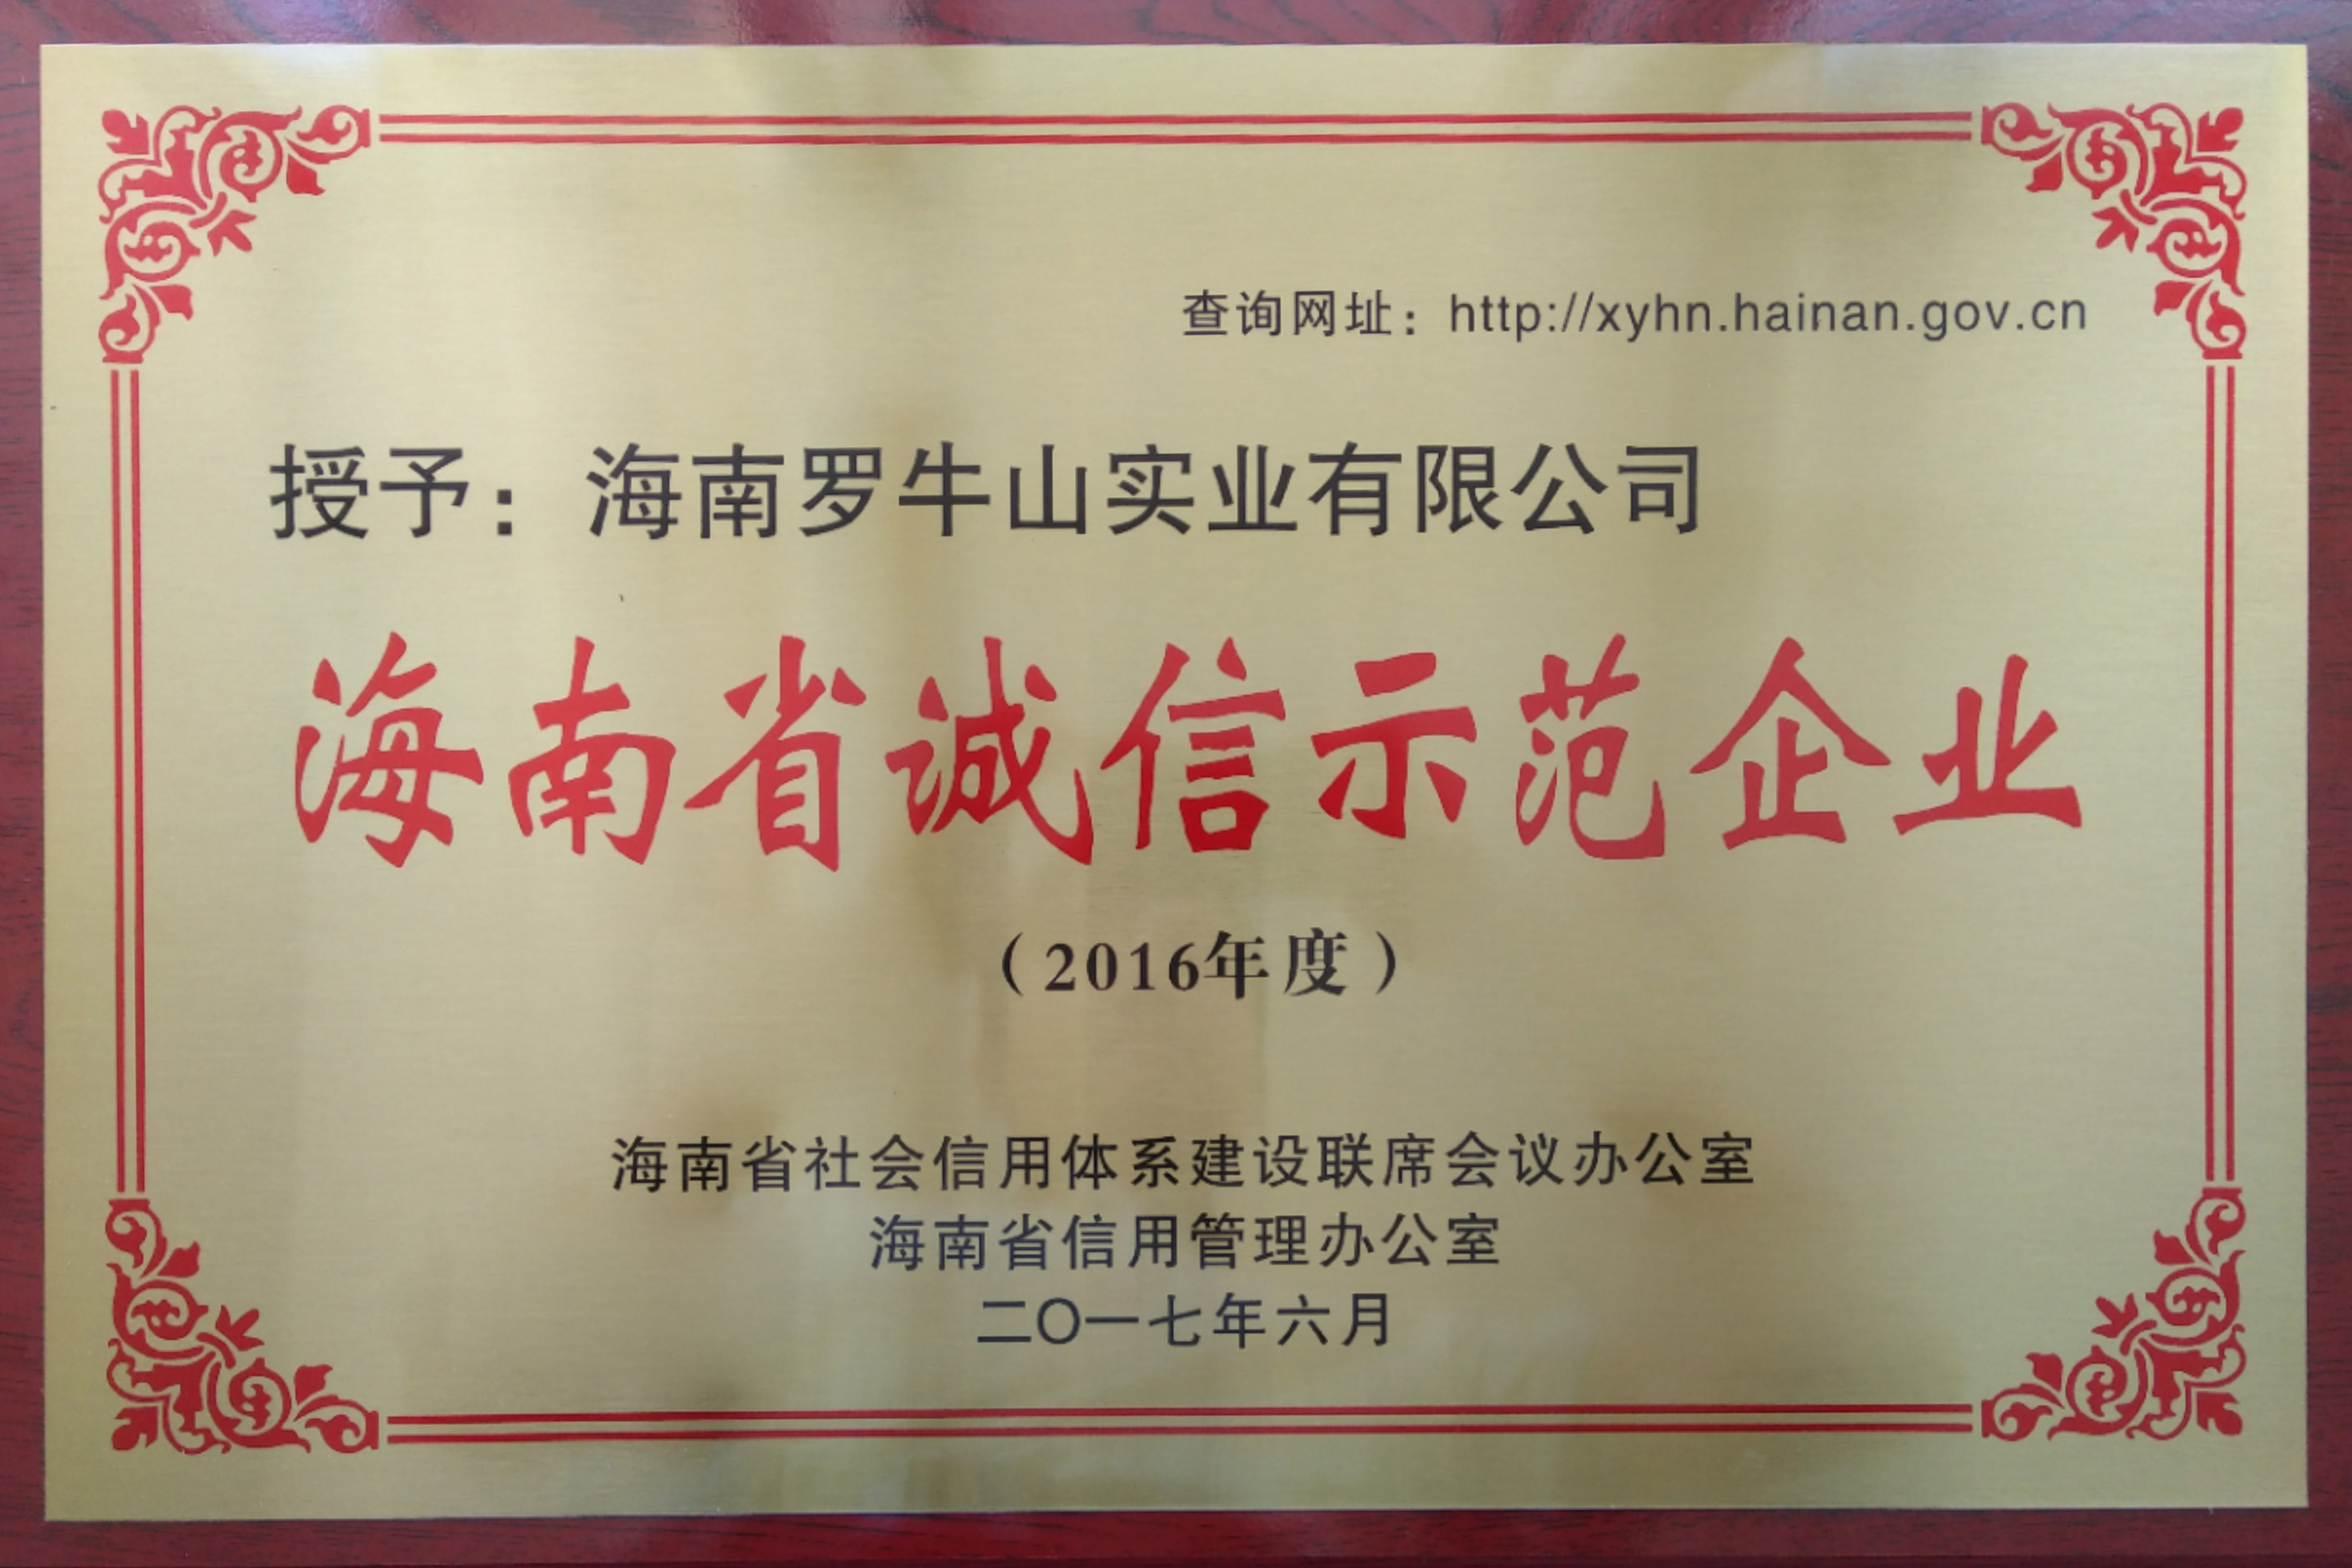 查询网址：http://xyhn.hainan.gov.cn
授予：海南罗牛山实业有限公司
海南省诚信示范企业
（2016年度）
海南省社会信用体系建设联席会议办公室
海南省信用管理办公室
二〇一七年六月